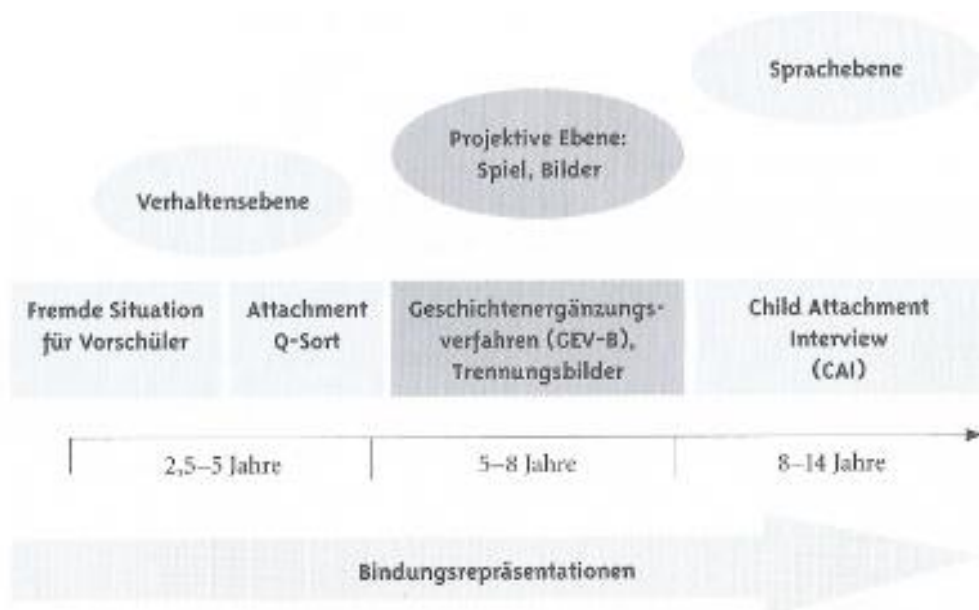 Sprachebene
Projektive Ebene:
Spiel, Bilder
Verhaltensebene
Fremde Situation
für Vorschüler
Attachment
Q-Sort
Geschichtenergänzungs-
verfahren (GEV-B),
Trennungsbilder
Child Attachment
Interview
(CAI)
2,5–5 Jahre
5–8 Jahre
8–14 Jahre
Bindungsrepräsentationen